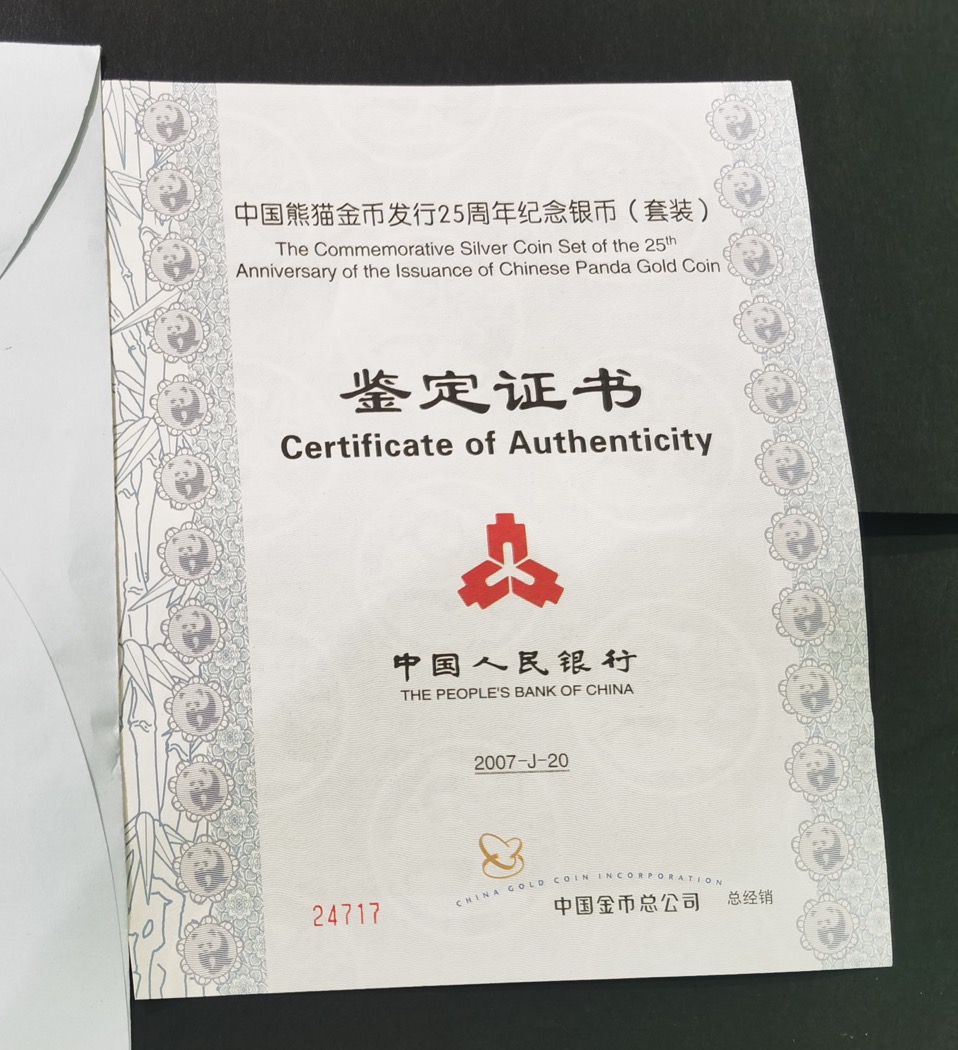 中国熊猫金币发行25周年纪念银币（套装）
The Commemorative Silver Coin Set of the 25th
Anniversary of the Issuance of Chinese Panda Gold Coin
鉴定证书
Certificate of Authenticity
中国人民银行
THE PEOPLE'S BANK OF CHINA
2007-J-20
CHINA GOLD COIN INCORPORATION
中国金币总公司 总经销
24717